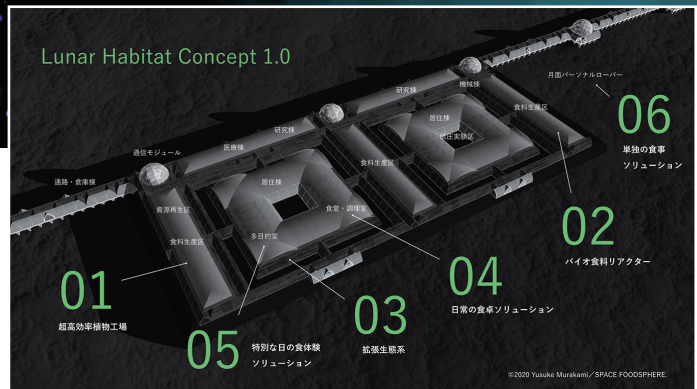 Lunar Habitat Concept 1.0
月面パーソナルローバー
機械棟
研究棟
食料生産区
06
単独の食事
ソリューション
居住棟
低圧実験区
研究棟
医療棟
通信モジュール
食料生産区
通路・倉庫棟
居住棟
資源再生区
食堂・調理室
02
バイオ食料リアクター
食料生産区
多目的室
04
日常の食卓ソリューション
01
超高効率植物工場
03
拡張生態系
05
特別な日の食体験
ソリューション
©2020 Yusuke Murakami／SPACE FOODSPHERE.